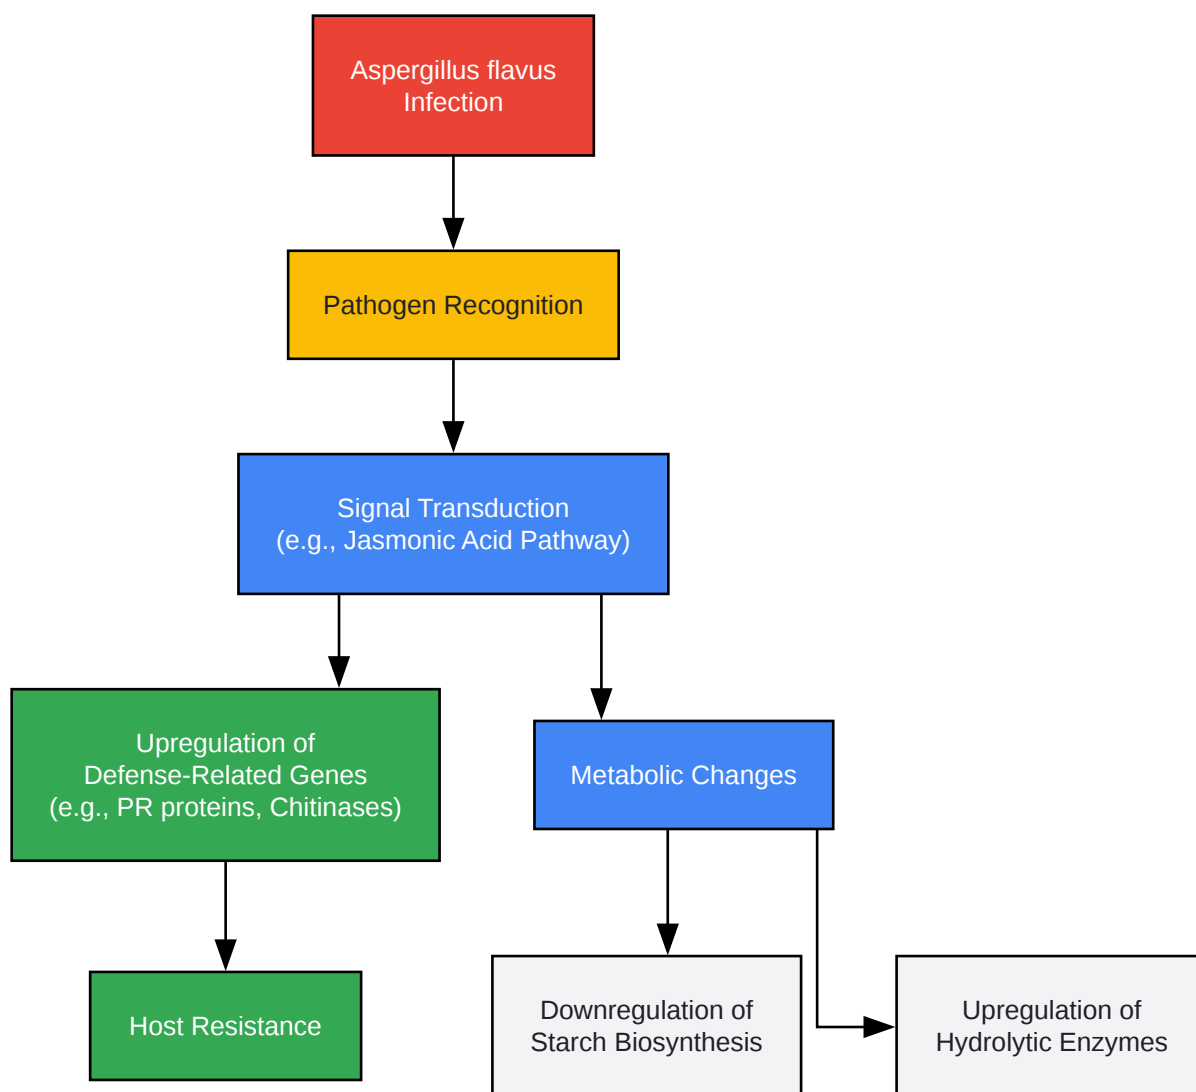 Aspergillus flavus
Infection
Pathogen Recognition
Signal Transduction
(e.g., Jasmonic Acid Pathway)
Upregulation of
Defense-Related Genes
(e.g., PR proteins, Chitinases)
Metabolic Changes
Host Resistance
Downregulation of
Starch Biosynthesis
Upregulation of
Hydrolytic Enzymes